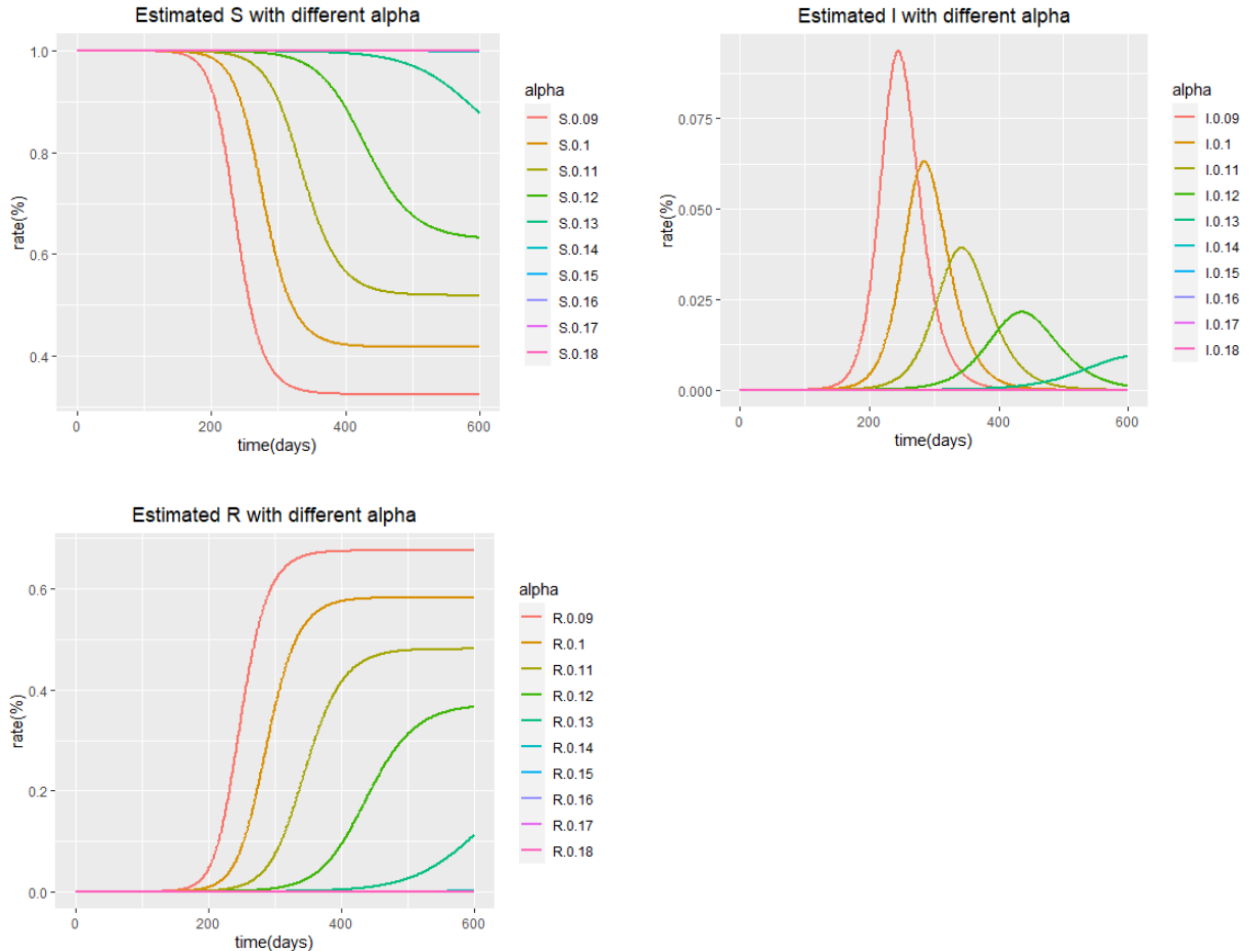 Estimated S with different alpha
1.0
0.8
0.6
0.4
rate(%)
0
200
400
600
time(days)
alpha
S.0.09
S.0.1
S.0.11
S.0.12
S.0.13
S.0.14
S.0.15
S.0.16
S.0.17
S.0.18
Estimated I with different alpha
0.075
0.050
0.025
0.000
rate(%)
0
200
400
600
time(days)
alpha
I.0.09
I.0.1
I.0.11
I.0.12
I.0.13
I.0.14
I.0.15
I.0.16
I.0.17
I.0.18
Estimated R with different alpha
0.6
0.4
0.2
0.0
rate(%)
0
200
400
600
time(days)
alpha
R.0.09
R.0.1
R.0.11
R.0.12
R.0.13
R.0.14
R.0.15
R.0.16
R.0.17
R.0.18